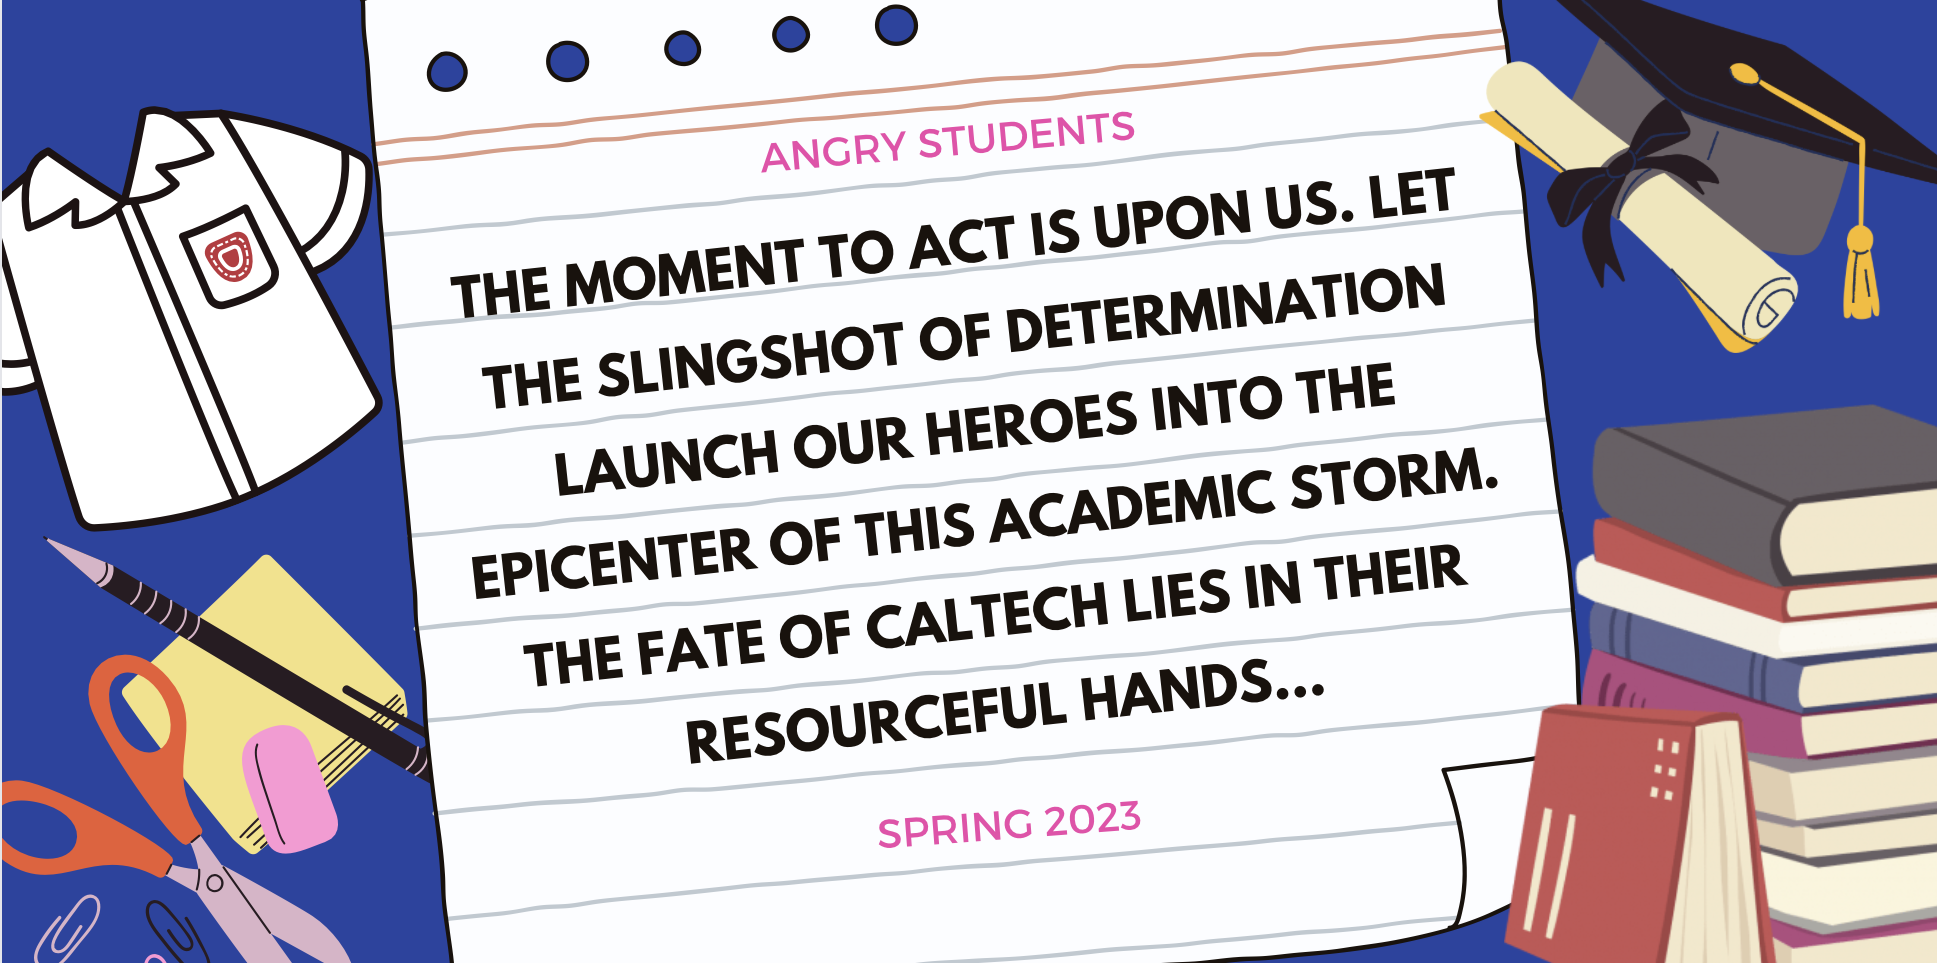 ANGRY STUDENTS
THE MOMENT TO ACT IS UPON US. LET
THE SLINGSHOT OF DETERMINATION
LAUNCH OUR HEROES INTO THE
EPICENTER OF THIS ACADEMIC STORM.
THE FATE OF CALTECH LIES IN THEIR
RESOURCEFUL HANDS...
SPRING 2023